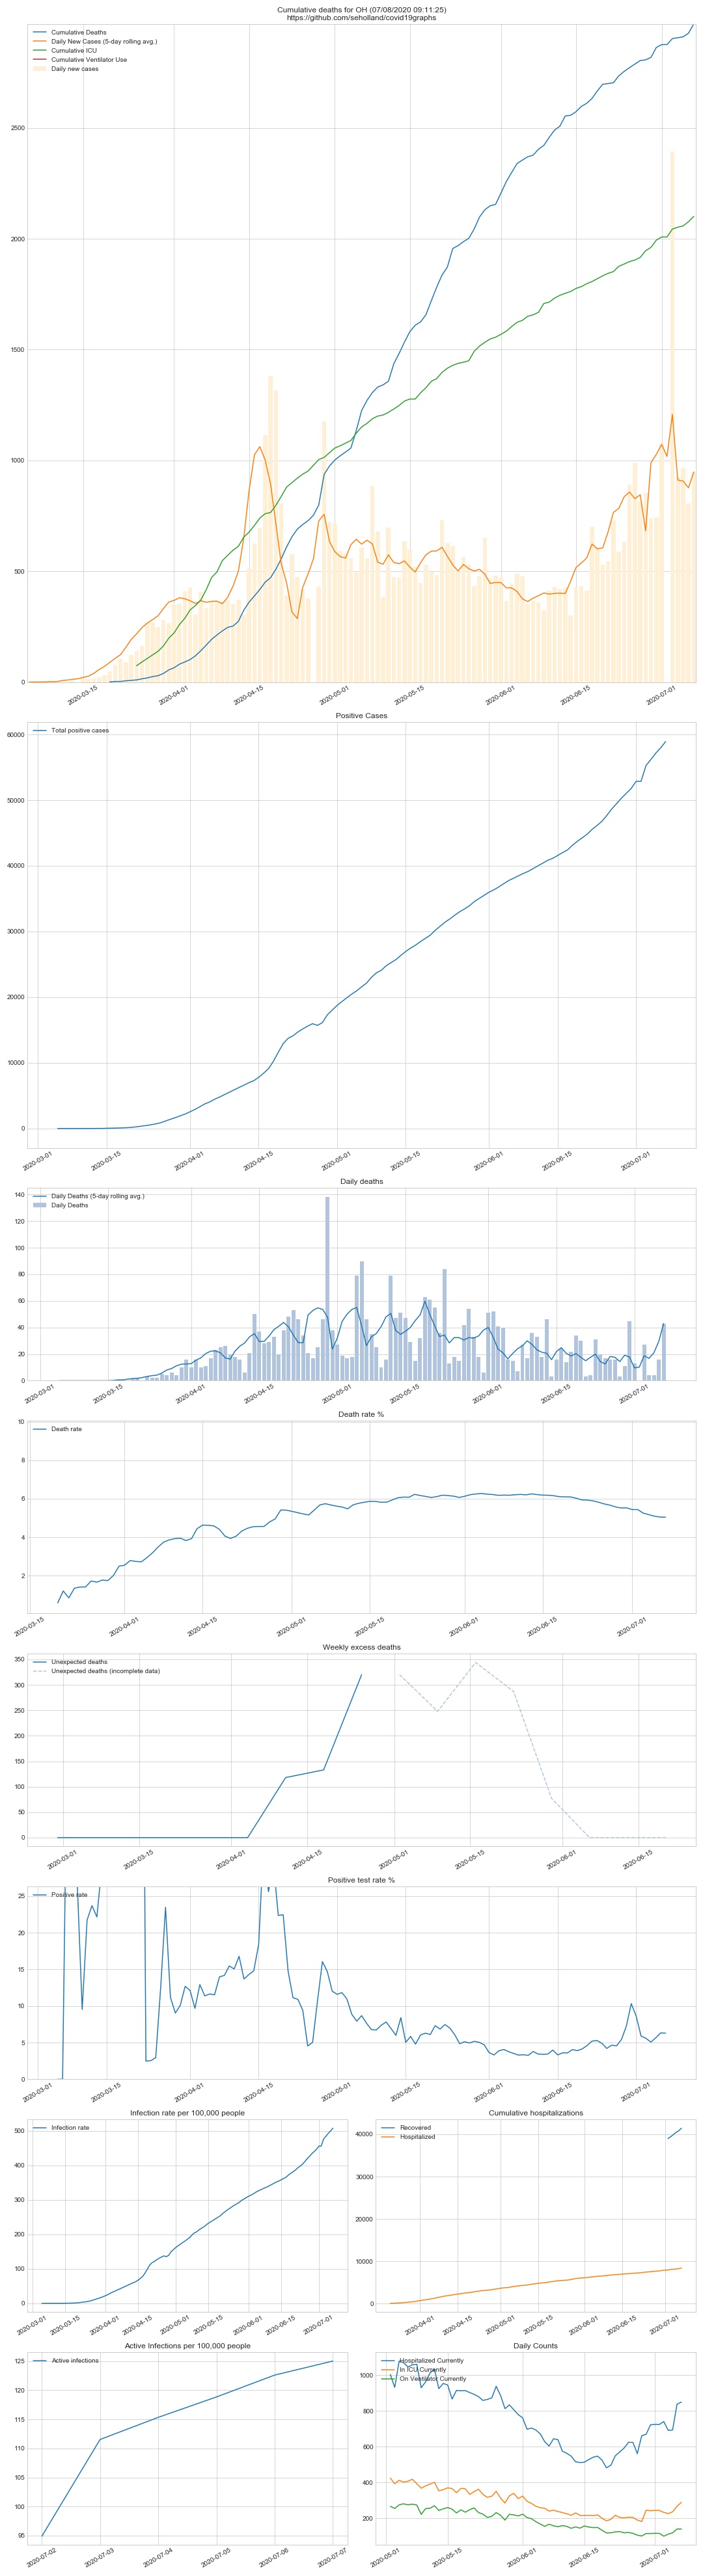 Cumulative deaths for OH (07/08/2020 09:11:25)
https://github.com/seholland/covid19graphs
Cumulative Deaths
Daily New Cases (5-day rolling avg.)
Cumulative ICU
Cumulative Ventilator Use
Daily new cases
2500
2000
1500
1000
500
0
2020-03-15 2020-04-01 2020-04-15 2020-05-01 2020-05-15 2020-06-01 2020-06-15 2020-07-01
Positive Cases
Total positive cases
60000
50000
40000
30000
20000
10000
0
2020-03-01 2020-03-15 2020-04-01 2020-04-15 2020-05-01 2020-05-15 2020-06-01 2020-06-15 2020-07-01
Daily deaths
Daily Deaths (5-day rolling avg.)
Daily Deaths
140
120
100
80
60
40
20
0
2020-03-01 2020-03-15 2020-04-01 2020-04-15 2020-05-01 2020-05-15 2020-06-01 2020-06-15 2020-07-01
Death rate %
Death rate
10
8
6
4
2
2020-03-15 2020-04-01 2020-04-15 2020-05-01 2020-05-15 2020-06-01 2020-06-15 2020-07-01
Weekly excess deaths
Unexpected deaths
Unexpected deaths (incomplete data)
350
300
250
200
150
100
50
0
2020-03-01 2020-03-15 2020-04-01 2020-04-15 2020-05-01 2020-05-15 2020-06-01 2020-06-15
Positive test rate %
Positive rate
25
20
15
10
5
0
2020-03-01 2020-03-15 2020-04-01 2020-04-15 2020-05-01 2020-05-15 2020-06-01 2020-06-15 2020-07-01
Infection rate per 100,000 people
Infection rate
500
400
300
200
100
0
2020-03-01 2020-03-15 2020-04-01 2020-04-15 2020-05-01 2020-05-15 2020-06-01 2020-06-15 2020-07-01
Cumulative hospitalizations
Recovered
Hospitalized
40000
30000
20000
10000
0
2020-04-01 2020-04-15 2020-05-01 2020-05-15 2020-06-01 2020-06-15 2020-07-01
Active Infections per 100,000 people
Active infections
125
120
115
110
105
100
95
2020-07-02 2020-07-03 2020-07-04 2020-07-05 2020-07-06 2020-07-07
Daily Counts
Hospitalized Currently
In ICU Currently
On Ventilator Currently
1000
800
600
400
200
2020-05-01 2020-05-15 2020-06-01 2020-06-15 2020-07-01